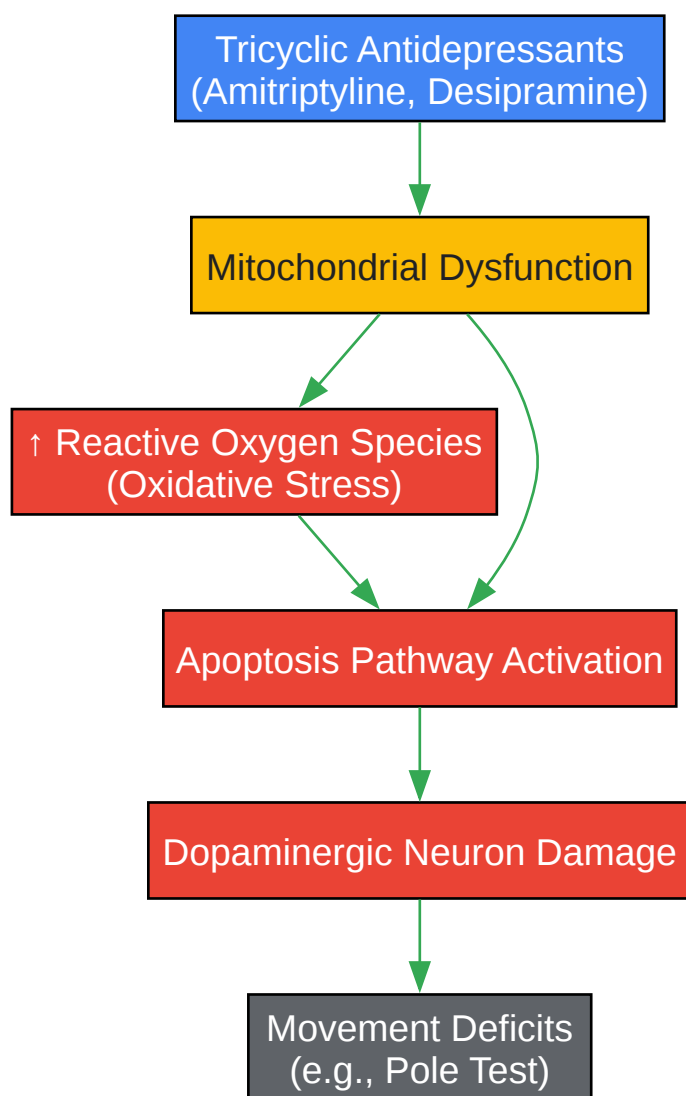 Tricyclic Antidepressants
(Amitriptyline, Desipramine)
Mitochondrial Dysfunction
↑ Reactive Oxygen Species
(Oxidative Stress)
Apoptosis Pathway Activation
Dopaminergic Neuron Damage
Movement Deficits
(e.g., Pole Test)